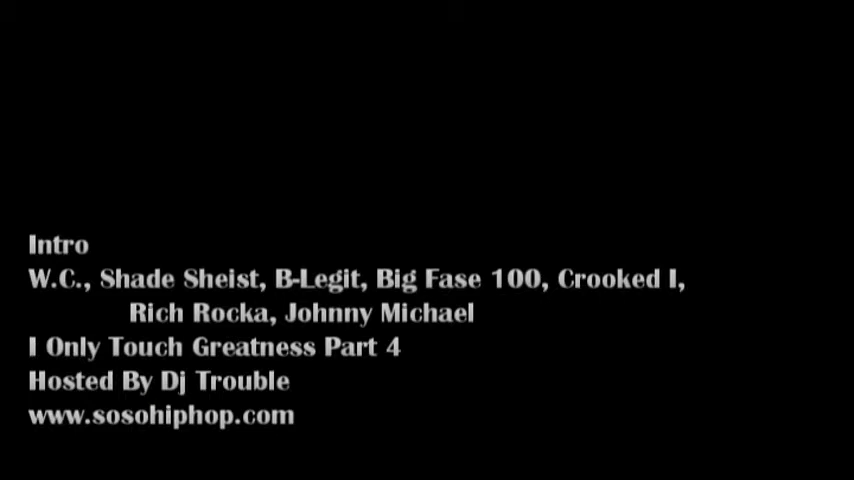 Intro
W.C., Shade Sheist, B-Legit, Big Fase 100, Crooked I,
Rich Rocka, Johnny Michael
I Only Touch Greatness Part 4
Hosted By Dj Trouble
www.sosohiphop.com